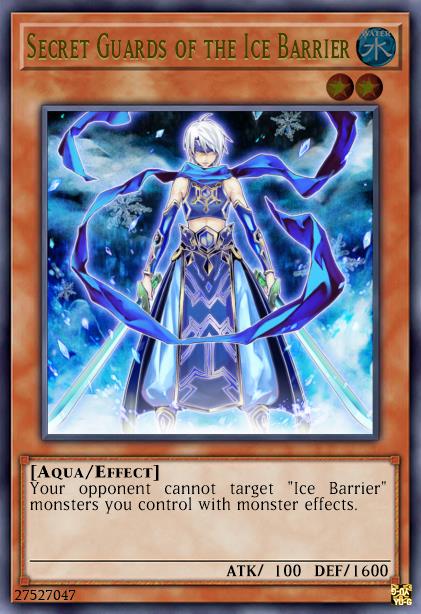 SECRET GUARDS OF THE ICE BARRIER
WATER
水
[AQUA/EFFECT]
Your opponent cannot target "Ice Barrier"
monsters you control with monster effects.
ATK/ 100 DEF/1600
27527047